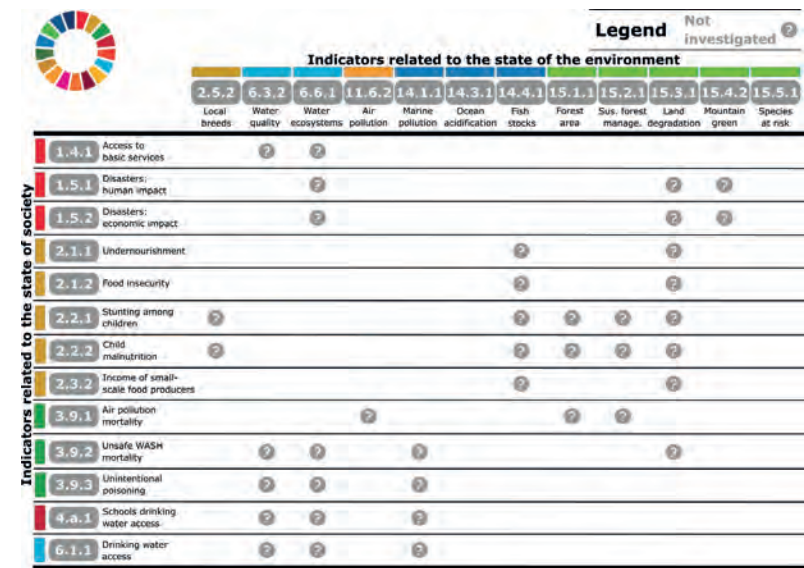 Legend Not investigated ?
Indicators related to the state of the environment
2.5.2 6.3.2 6.6.1 11.6.2 14.1.1 14.3.1 14.4.1 15.1.1 15.2.1 15.3.1 15.4.2 15.5.1
Local breeds Water quality Water ecosystems Air pollution Marine pollution Ocean acidification Fish stocks Forest area Sus. forest manage. Land degradation Mountain green Species at risk
Indicators related to the state of society
1.4.1 Access to basic services ? ?
1.5.1 Disasters: human impact ? ? ?
1.5.2 Disasters: economic impact ? ? ?
2.1.1 Undernourishment ? ?
2.1.2 Food insecurity ? ?
2.2.1 Stunting among children ? ? ? ? ?
2.2.2 Child malnutrition ? ? ? ? ?
2.3.2 Income of small-scale food producers ? ?
3.9.1 Air pollution mortality ? ? ?
3.9.2 Unsafe WASH mortality ? ? ? ?
3.9.3 Unintentional poisoning ? ? ?
4.a.1 Schools drinking water access ? ? ?
6.1.1 Drinking water access ? ? ?